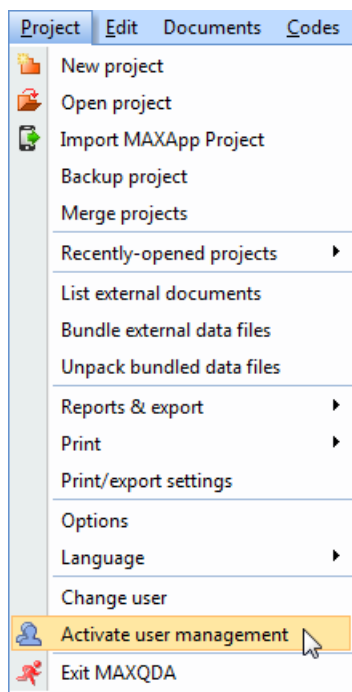 Project Edit Documents Codes
New project
Open project
Import MAXApp Project
Backup project
Merge projects
Recently-opened projects
List external documents
Bundle external data files
Unpack bundled data files
Reports & export
Print
Print/export settings
Options
Language
Change user
Activate user management
Exit MAXQDA